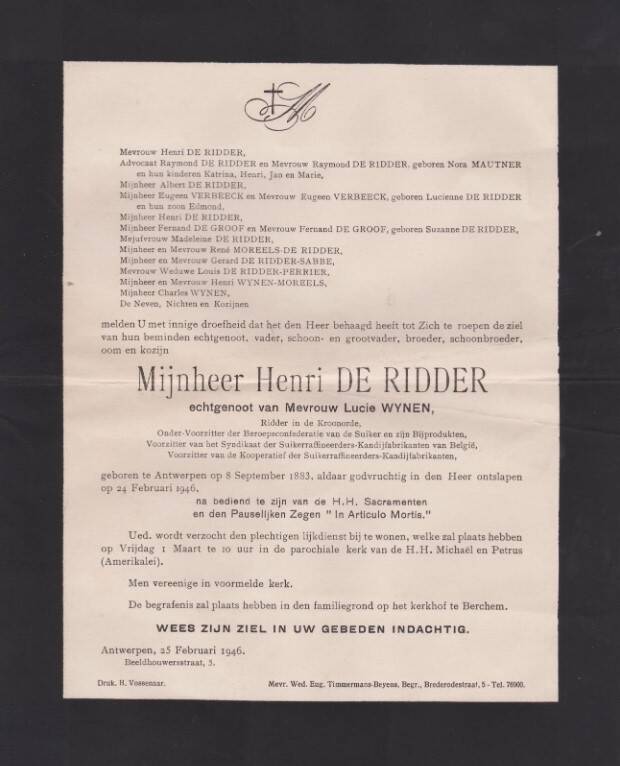 Mevrouw Henri DE RIDDER,
Advocaat Raymond DE RIDDER en Mevrouw Raymond DE RIDDER, geboren Nora MAUTNER
en hun kinderen Katrina, Henri, Jan en Marie,
Mijnheer Albert DE RIDDER,
Mijnheer Eugeen VERBEECK en Mevrouw Eugeen VERBEECK, geboren Lucienne DE RIDDER
en hun zoon Edmond,
Mijnheer Henri DE RIDDER,
Mijnheer Fernand DE GROOF en Mevrouw Fernand DE GROOF, geboren Suzanne DE RIDDER,
Mejufvrouw Madeleine DE RIDDER,
Mijnheer en Mevrouw René MOREELS-DE RIDDER,
Mijnheer en Mevrouw Gerard DE RIDDER-SABBE,
Mevrouw Weduwe Louis DE RIDDER-PERRIER,
Mijnheer en Mevrouw Henri WYNEN-MOREELS,
Mijnheer Charles WYNEN,
De Neven, Nichten en Kozijnen
melden U met innige droefheid dat het den Heer behaagd heeft tot Zich te roepen de ziel
van hun beminden echtgenoot, vader, schoon- en grootvader, broeder, schoonbroeder,
oom en kozijn
Mijnheer Henri DE RIDDER
echtgenoot van Mevrouw Lucie WYNEN,
Ridder in de Kroonorde,
Onder-Voorzitter der Beroepsconfederatie van de Suiker en zijn Bijprodukten,
Voorzitter van het Syndikaat der Suikerraffineerders-Kandijfabrikanten van België,
Voorzitter van de Kooperatief der Suikerraffineerders-Kandijfabrikanten,
geboren te Antwerpen op 8 September 1883, aldaar godvruchtig in den Heer ontslapen
op 24 Februari 1946,
na bediend te zijn van de H.H. Sacramenten
en den Pauselijken Zegen " In Articulo Mortis."
Ued. wordt verzocht den plechtigen lijkdienst bij te wonen, welke zal plaats hebben
op Vrijdag 1 Maart te 10 uur in de parochiale kerk van de H.H. Michaël en Petrus
(Amerikalei).
Men vereenige in voormelde kerk.
De begrafenis zal plaats hebben in den familiegrond op het kerkhof te Berchem.
WEES ZIJN ZIEL IN UW GEBEDEN INDACHTIG.
Antwerpen, 25 Februari 1946.
Beeldhouwersstraat, 5.
Druk. H. Vossenaar.
Mevr. Wed. Eug. Timmermans-Beyens, Begr., Brederodestraat, 5 - Tel. 76900.